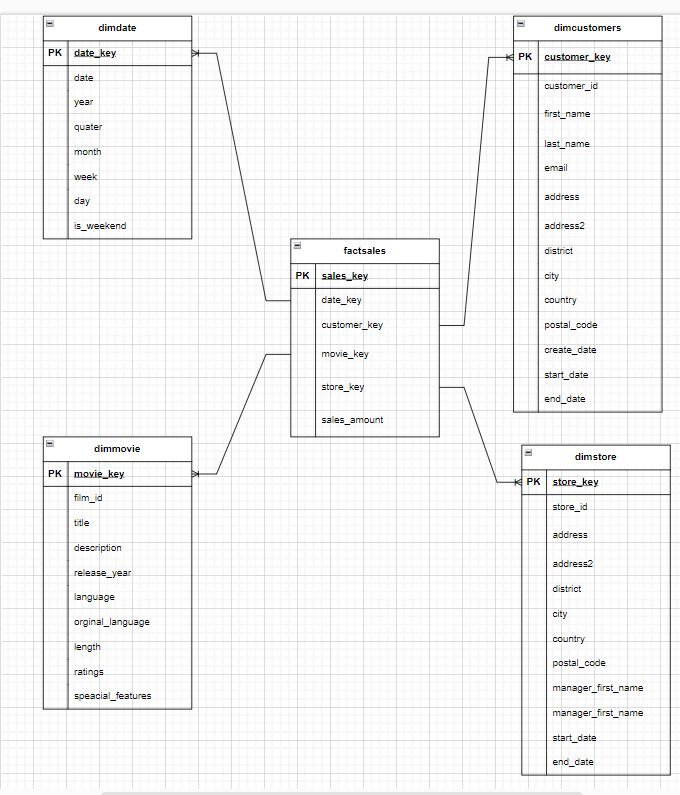 dimdate
PK date_key
date
year
quater
month
week
day
is_weekend
dimcustomers
PK customer_key
customer_id
first_name
last_name
email
address
address2
district
city
country
postal_code
create_date
start_date
end_date
factsales
PK sales_key
date_key
customer_key
movie_key
store_key
sales_amount
dimmovie
PK movie_key
film_id
title
description
release_year
language
orginal_language
length
ratings
speacial_features
dimstore
PK store_key
store_id
address
address2
district
city
country
postal_code
manager_first_name
manager_first_name
start_date
end_date